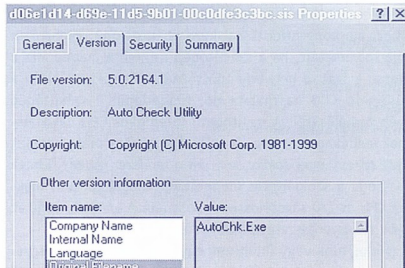 d06e1d14-d69e-11d5-9b01-00c0dfe3c3bc.sis Properties ? X
General Version Security Summary
File version: 5.0.2164.1
Description: Auto Check Utility
Copyright: Copyright (C) Microsoft Corp. 1981-1999
Other version information
Item name: Value:
Company Name AutoChk.Exe
Internal Name
Language
Original Filename